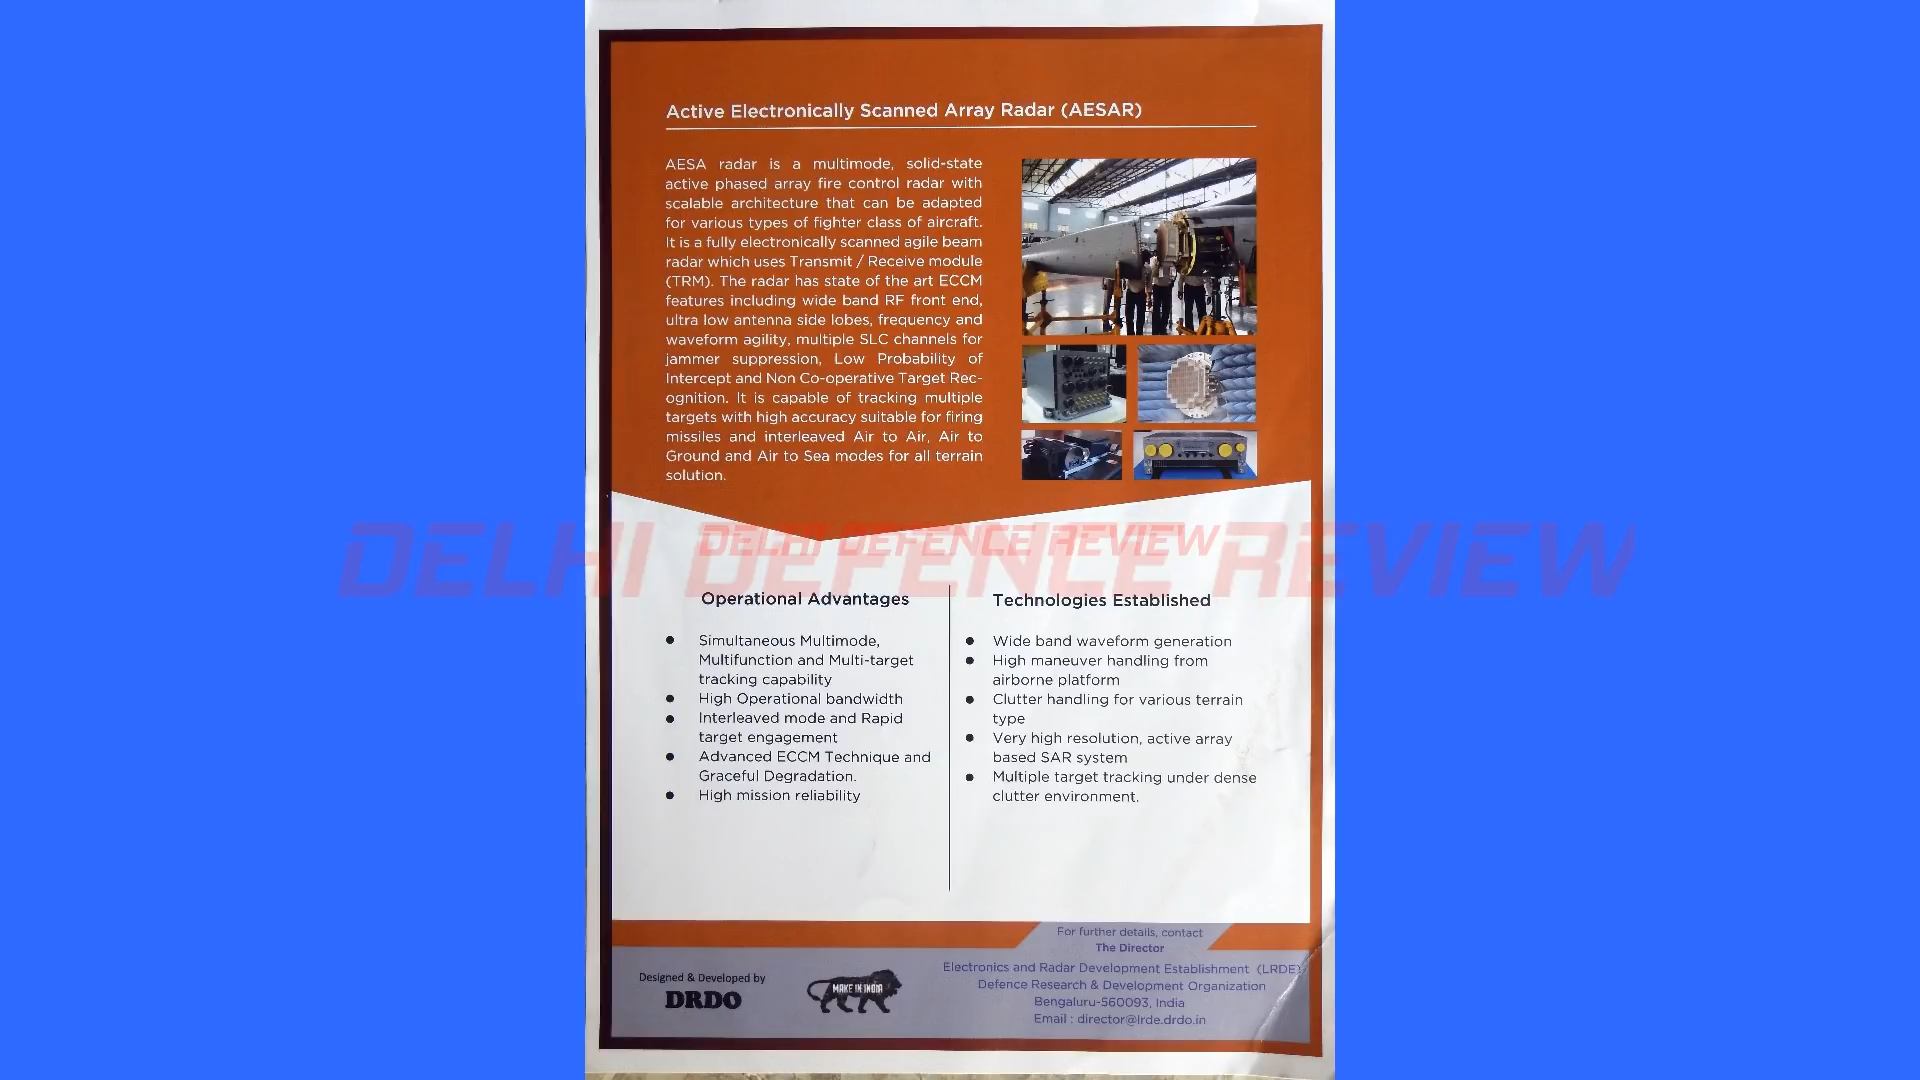 Active Electronically Scanned Array Radar (AESAR)
AESA radar is a multimode, solid-state
active phased array fire control radar with
scalable architecture that can be adapted
for various types of fighter class of aircraft.
It is a fully electronically scanned agile beam
radar which uses Transmit / Receive module
(TRM). The radar has state of the art ECCM
features including wide band RF front end,
ultra low antenna side lobes, frequency and
waveform agility, multiple SLC channels for
jammer suppression, Low Probability of
Intercept and Non Co-operative Target Rec-
ognition. It is capable of tracking multiple
targets with high accuracy suitable for firing
missiles and interleaved Air to Air, Air to
Ground and Air to Sea modes for all terrain
solution.
DELHI DEFENCE REVIEW
DELHI DEFENCE REVIEW
Operational Advantages
● Simultaneous Multimode,
Multifunction and Multi-target
tracking capability
● High Operational bandwidth
● Interleaved mode and Rapid
target engagement
● Advanced ECCM Technique and
Graceful Degradation.
● High mission reliability
Technologies Established
● Wide band waveform generation
● High maneuver handling from
airborne platform
● Clutter handling for various terrain
type
● Very high resolution, active array
based SAR system
● Multiple target tracking under dense
clutter environment.
Designed & Developed by
DRDO
MAKE IN INDIA
For further details, contact
The Director
Electronics and Radar Development Establishment (LRDE)
Defence Research & Development Organization
Bengaluru-560093, India
Email : director@lrde.drdo.in